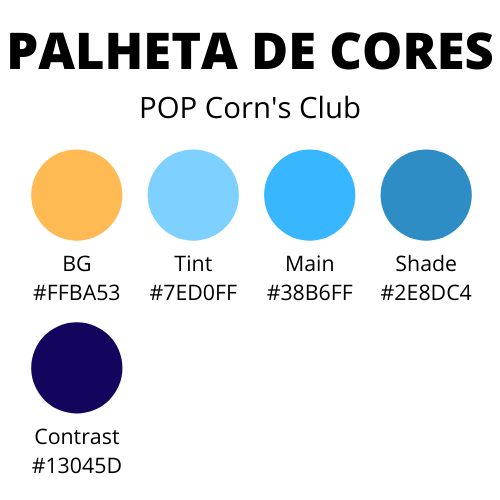 PALHETA DE CORES
POP Corn's Club
BG Tint Main Shade
#FFBA53 #7ED0FF #38B6FF #2E8DC4
Contrast
#13045D